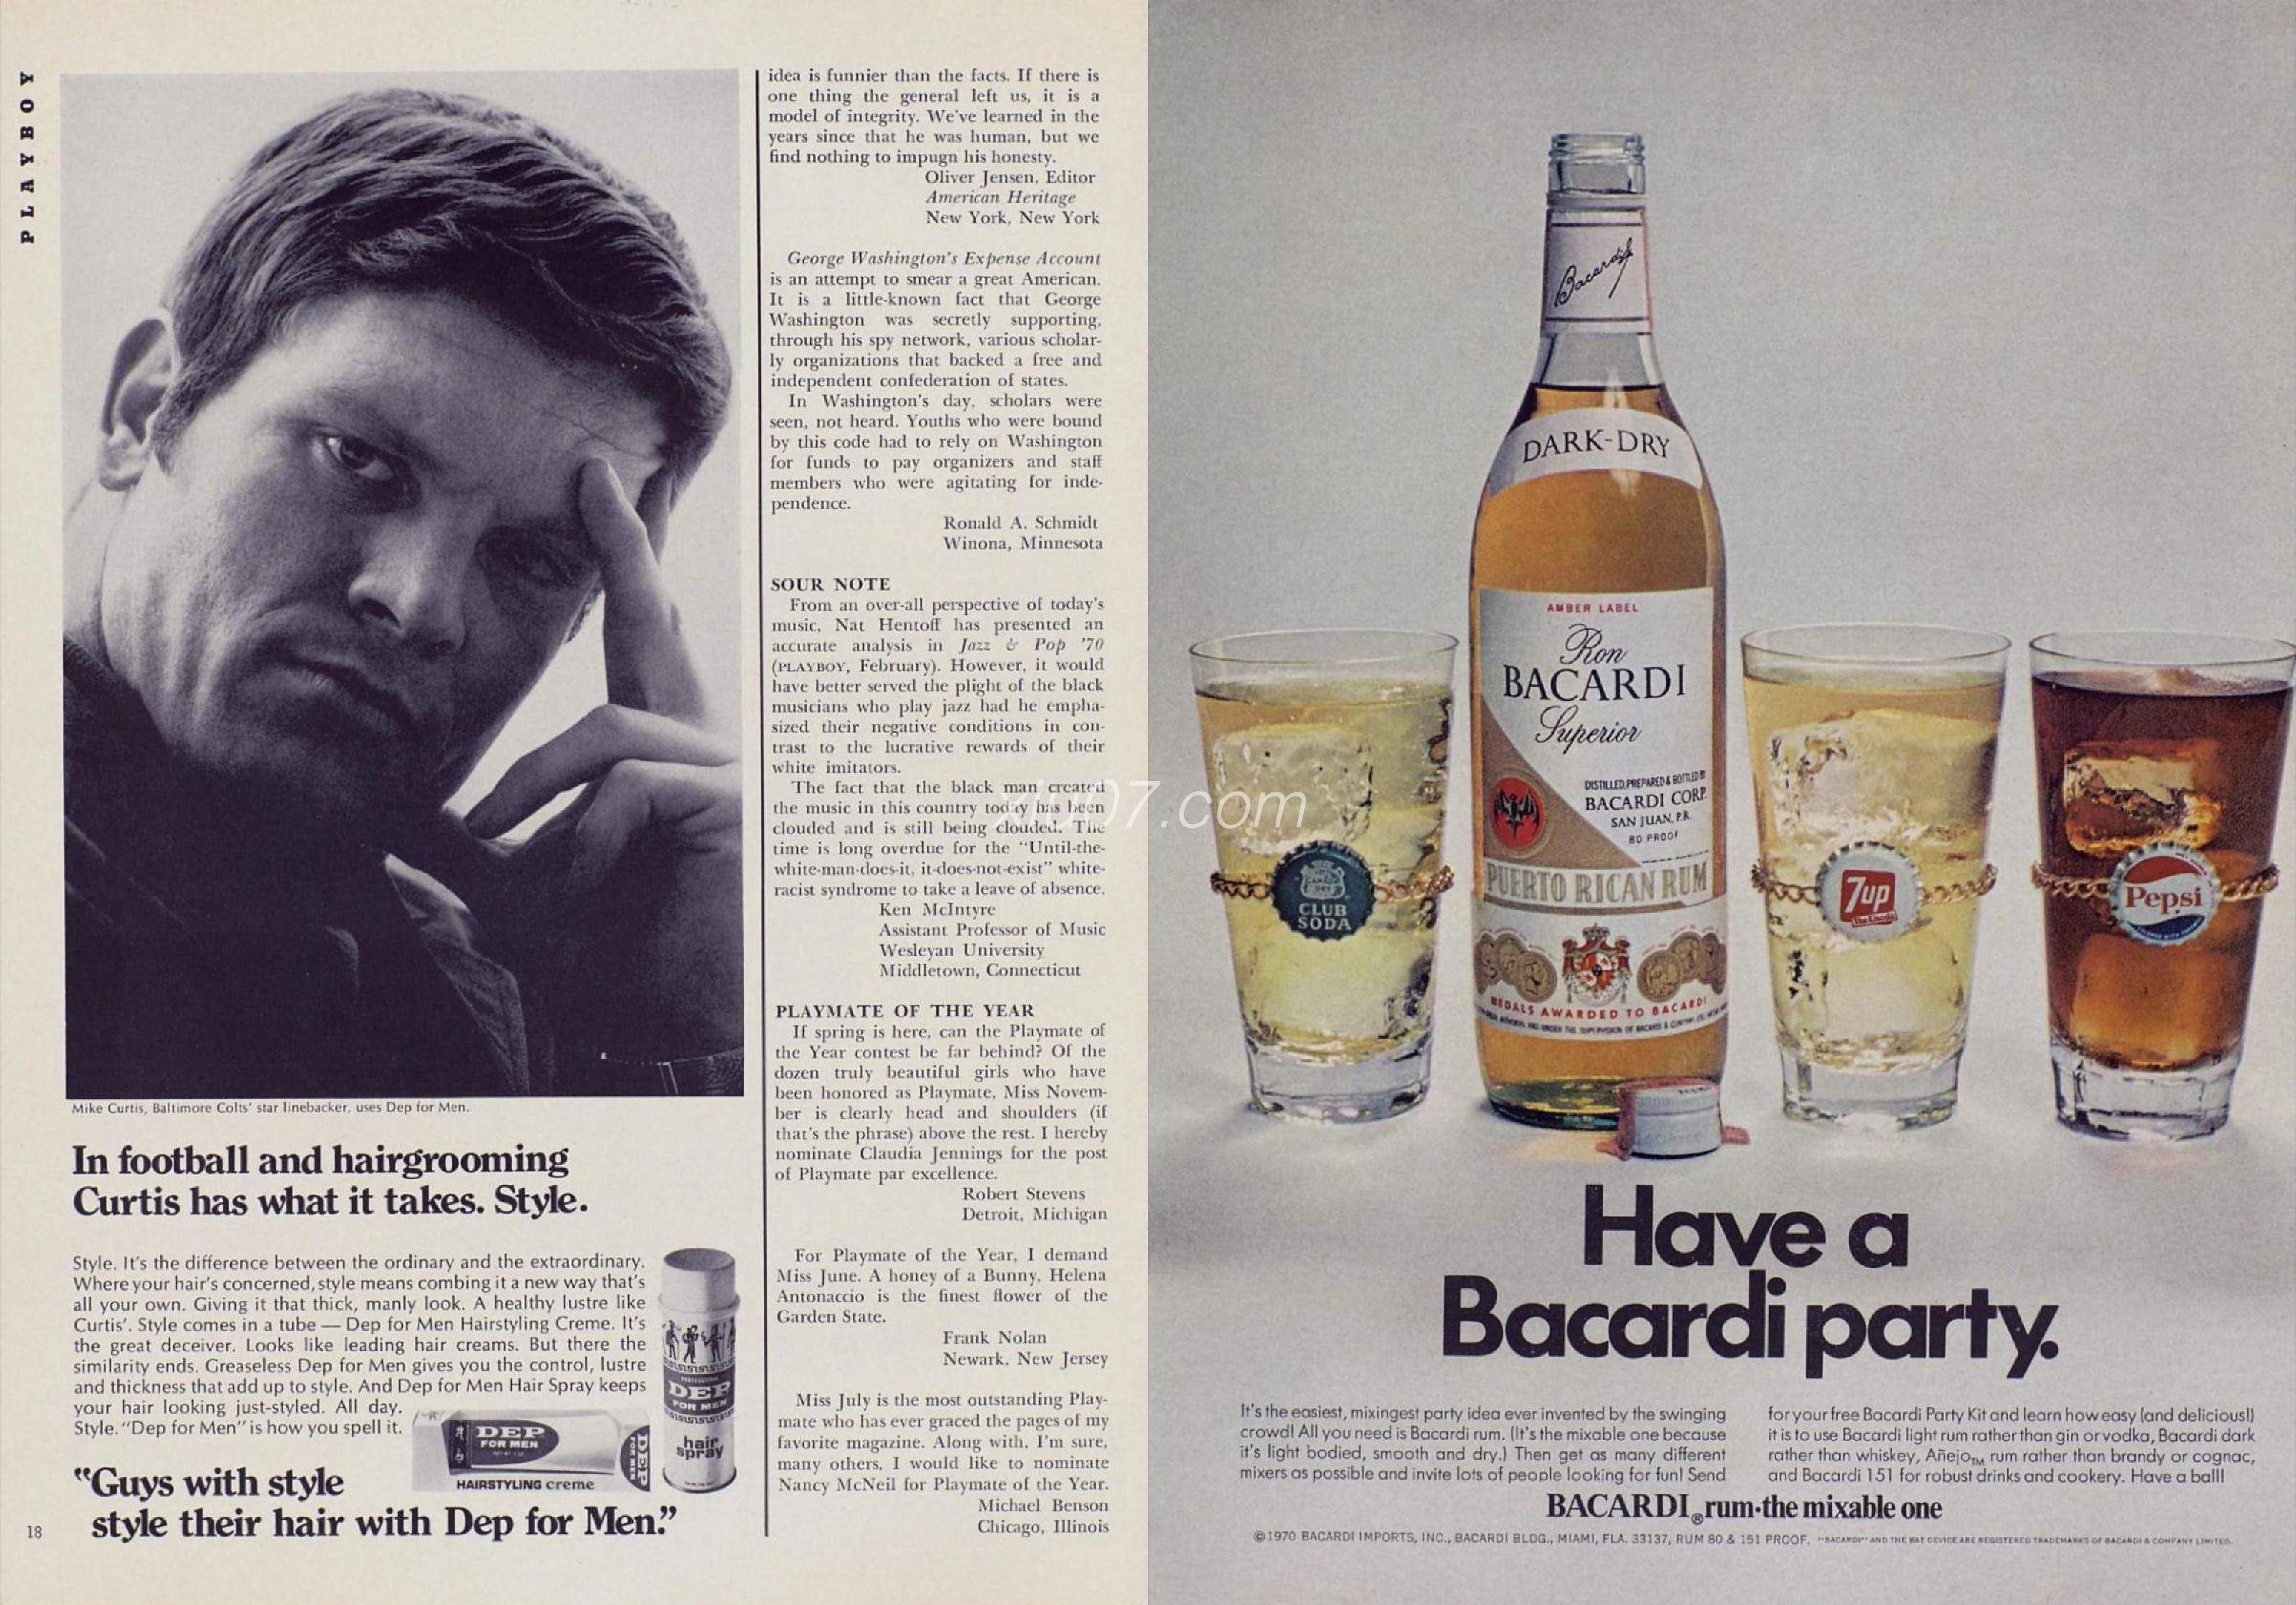 PLAYBOY
Mike Curtis, Baltimore Colts' star linebacker, uses Dep for Men.
In football and hairgrooming
Curtis has what it takes. Style.
Style. It's the difference between the ordinary and the extraordinary.
Where your hair's concerned, style means combing it a new way that's
all your own. Giving it that thick, manly look. A healthy lustre like
Curtis'. Style comes in a tube — Dep for Men Hairstyling Creme. It's
the great deceiver. Looks like leading hair creams. But there the
similarity ends. Greaseless Dep for Men gives you the control, lustre
and thickness that add up to style. And Dep for Men Hair Spray keeps
your hair looking just-styled. All day.
Style. "Dep for Men" is how you spell it.
DEP
FOR MEN
HAIRSTYLING creme
DEP
FOR MEN
DEP
FOR MEN
hair
spray
"Guys with style
style their hair with Dep for Men."
18
idea is funnier than the facts. If there is
one thing the general left us, it is a
model of integrity. We've learned in the
years since that he was human, but we
find nothing to impugn his honesty.
Oliver Jensen, Editor
American Heritage
New York, New York
George Washington's Expense Account
is an attempt to smear a great American.
It is a little-known fact that George
Washington was secretly supporting,
through his spy network, various scholar-
ly organizations that backed a free and
independent confederation of states.
In Washington's day, scholars were
seen, not heard. Youths who were bound
by this code had to rely on Washington
for funds to pay organizers and staff
members who were agitating for inde-
pendence.
Ronald A. Schmidt
Winona, Minnesota
SOUR NOTE
From an over-all perspective of today's
music, Nat Hentoff has presented an
accurate analysis in Jazz & Pop '70
(PLAYBOY, February). However, it would
have better served the plight of the black
musicians who play jazz had he empha-
sized their negative conditions in con-
trast to the lucrative rewards of their
white imitators.
The fact that the black man created
the music in this country today has been
clouded and is still being clouded. The
time is long overdue for the "Until-the-
white-man-does-it, it-does-not-exist" white-
racist syndrome to take a leave of absence.
Ken McIntyre
Assistant Professor of Music
Wesleyan University
Middletown, Connecticut
PLAYMATE OF THE YEAR
If spring is here, can the Playmate of
the Year contest be far behind? Of the
dozen truly beautiful girls who have
been honored as Playmate, Miss Novem-
ber is clearly head and shoulders (if
that's the phrase) above the rest. I hereby
nominate Claudia Jennings for the post
of Playmate par excellence.
Robert Stevens
Detroit, Michigan
For Playmate of the Year, I demand
Miss June. A honey of a Bunny, Helena
Antonaccio is the finest flower of the
Garden State.
Frank Nolan
Newark, New Jersey
Miss July is the most outstanding Play-
mate who has ever graced the pages of my
favorite magazine. Along with, I'm sure,
many others, I would like to nominate
Nancy McNeil for Playmate of the Year.
Michael Benson
Chicago, Illinois
Bacardi
DARK-DRY
AMBER LABEL
Ron
BACARDI
Superior
DISTILLED, PREPARED & BOTTLED BY
BACARDI CORP.
SAN JUAN, P.R.
80 PROOF
PUERTO RICAN RUM
MEDALS AWARDED TO BACARDI
CANADA
DRY
CLUB
SODA
7up
Pepsi
Have a
Bacardi party.
It's the easiest, mixingest party idea ever invented by the swinging
crowd! All you need is Bacardi rum. (It's the mixable one because
it's light bodied, smooth and dry.) Then get as many different
mixers as possible and invite lots of people looking for fun! Send
for your free Bacardi Party Kit and learn how easy (and delicious!)
it is to use Bacardi light rum rather than gin or vodka, Bacardi dark
rather than whiskey, Añejo™ rum rather than brandy or cognac,
and Bacardi 151 for robust drinks and cookery. Have a ball!
BACARDI® rum·the mixable one
©1970 BACARDI IMPORTS, INC., BACARDI BLDG., MIAMI, FLA. 33137, RUM 80 & 151 PROOF. "BACARDI" AND THE BAT DEVICE ARE REGISTERED TRADEMARKS OF BACARDI & COMPANY LIMITED.